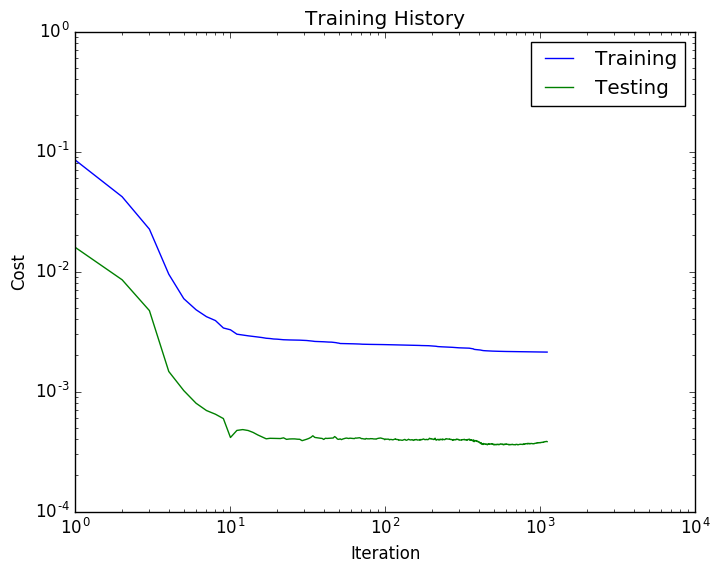 Training History
10^0
10^-1
10^-2
10^-3
10^-4
Cost
Training
Testing
10^0 10^1 10^2 10^3 10^4
Iteration